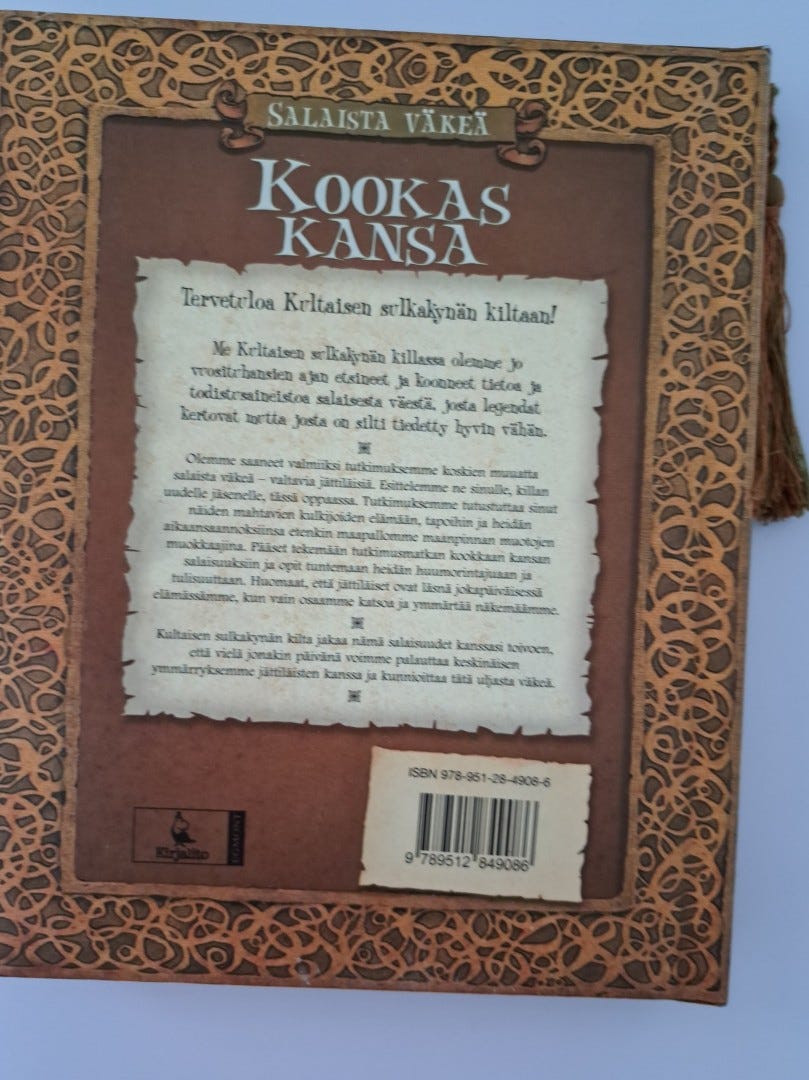 SALAISTA VÄKEÄ
KOOKAS
KANSA
Tervetuloa Kultaisen sulkakynän kiltaan!
Me Kultaisen sulkakynän killassa olemme jo
vuosituhansien ajan etsineet ja koonneet tietoa ja
todistusaineistoa salaisesta väestä, josta legendat
kertovat mutta josta on silti tiedetty hyvin vähän.
Olemme saaneet valmiiksi tutkimuksemme koskien muuatta
salaista väkeä – valtavia jättiläisiä. Esittelemme ne sinulle, killan
uudelle jäsenelle, tässä oppaassa. Tutkimuksemme tutustuttaa sinut
näiden mahtavien kulkijoiden elämään, tapoihin ja heidän
aikaansaannoksiinsa etenkin maapallomme maanpinnan muotojen
muokkaajina. Pääset tekemään tutkimusmatkan kookkaan kansan
salaisuuksiin ja opit tuntemaan heidän huumorintajuaan ja
tulisuuttaan. Huomaat, että jättiläiset ovat läsnä jokapäiväisessä
elämässämme, kun vain osaamme katsoa ja ymmärtää näkemäämme.
Kultaisen sulkakynän kilta jakaa nämä salaisuudet kanssasi toivoen,
että vielä jonakin päivänä voimme palauttaa keskinäisen
ymmärryksemme jättiläisten kanssa ja kunnioittaa tätä uljasta väkeä.
ISBN 978-951-28-4908-6
9 789512 849086
Kirjalito
EGMONT